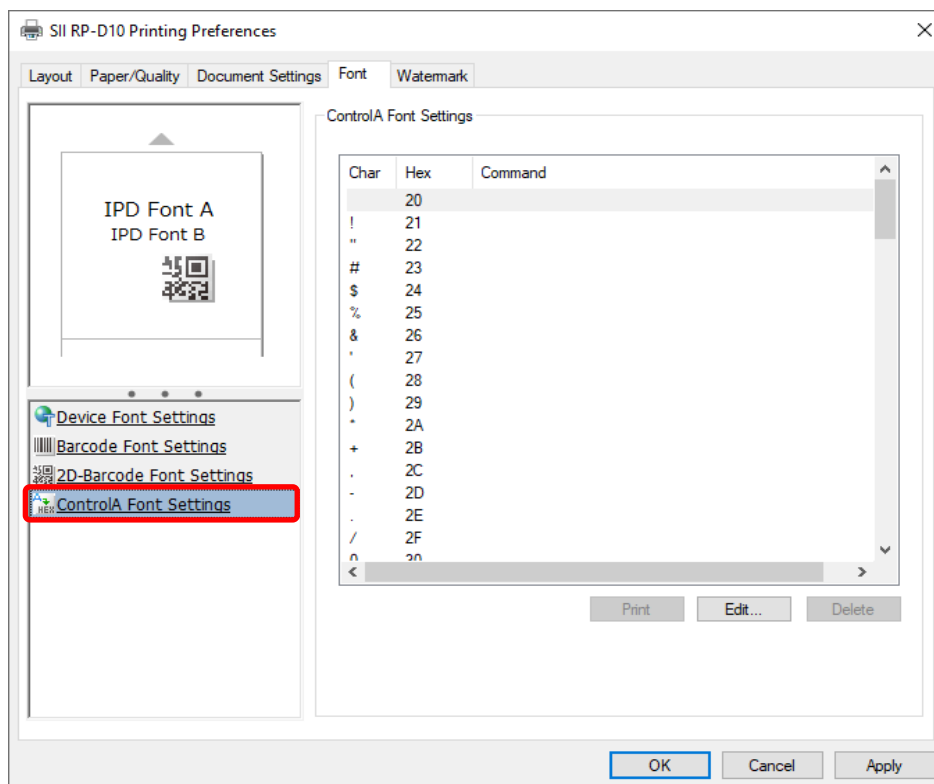 SII RP-D10 Printing Preferences
Layout Paper/Quality Document Settings Font Watermark
IPD Font A
IPD Font B
Device Font Settings
Barcode Font Settings
2D-Barcode Font Settings
HEX ControlA Font Settings
ControlA Font Settings
Char Hex Command
20
! 21
" 22
# 23
$ 24
% 25
& 26
' 27
( 28
) 29
* 2A
+ 2B
, 2C
- 2D
. 2E
/ 2F
0 30
Print Edit... Delete
OK Cancel Apply